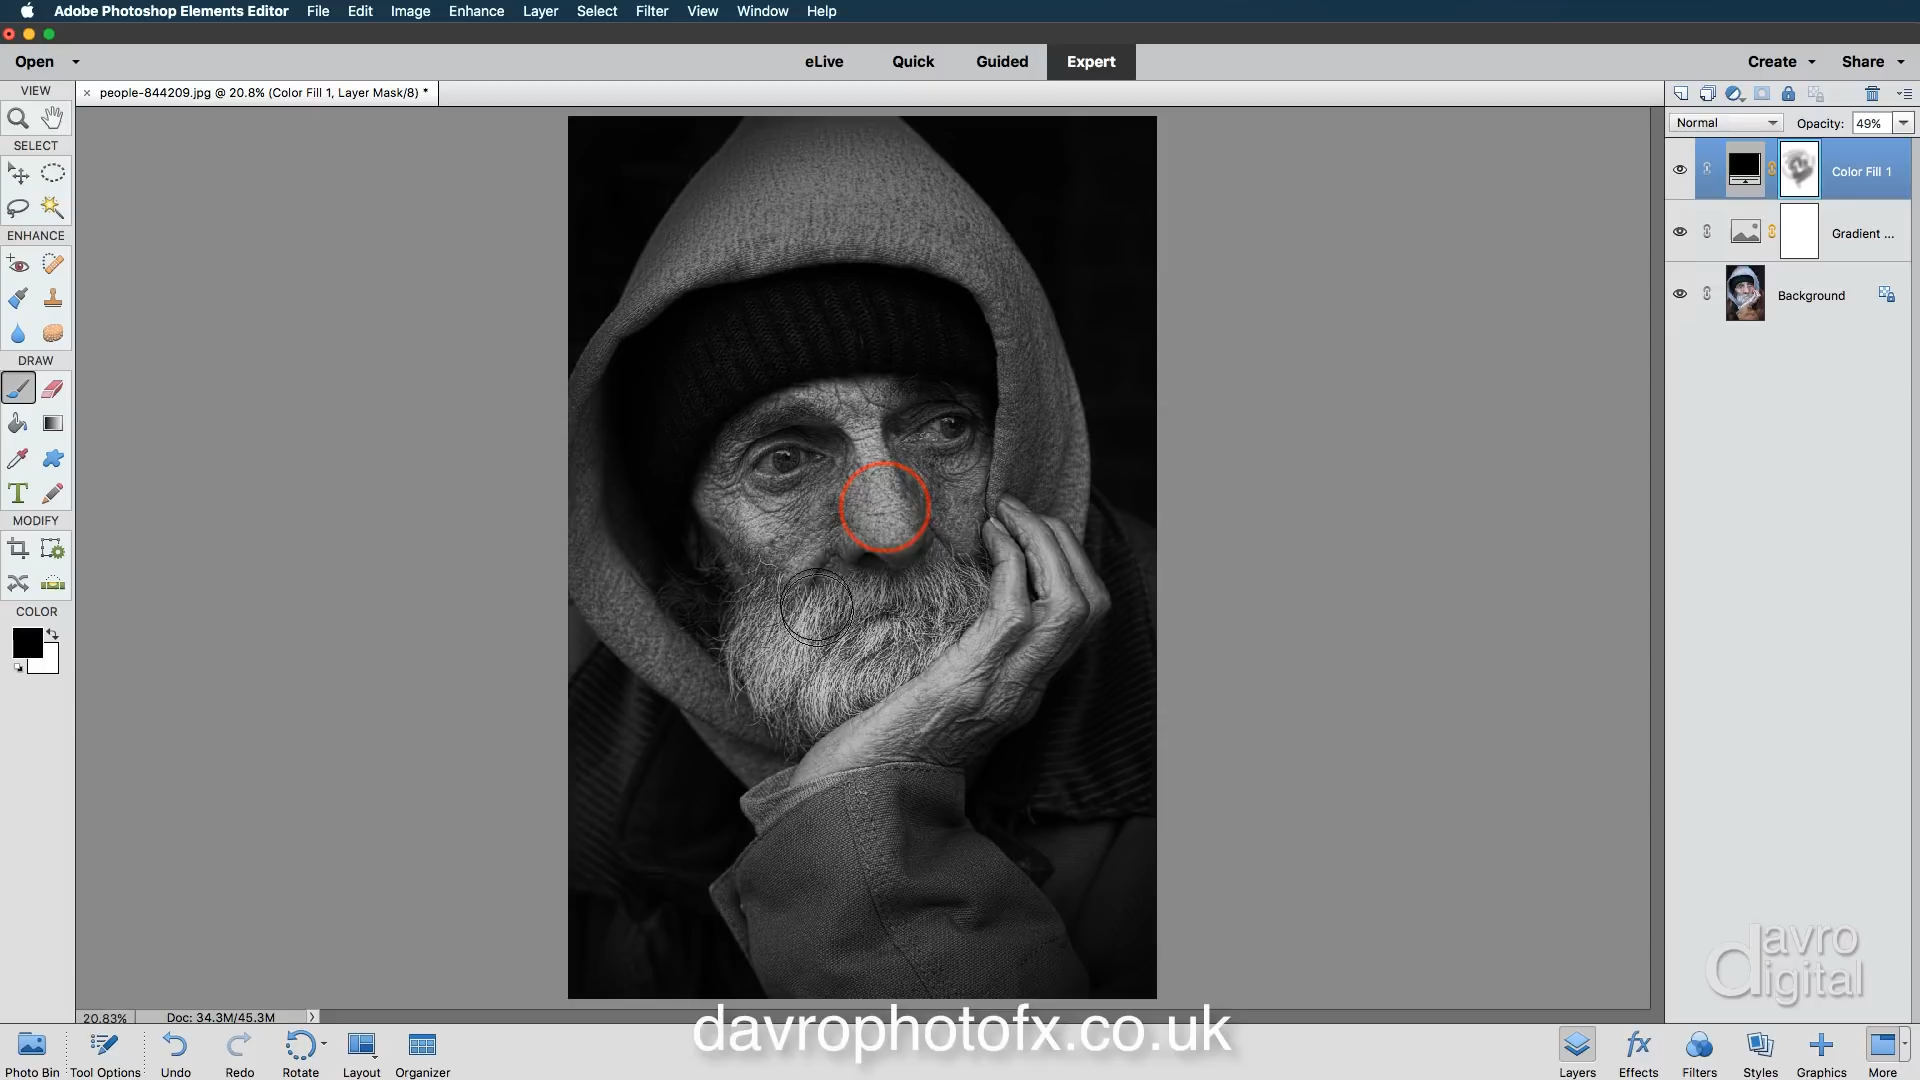 Adobe Photoshop Elements Editor File Edit Image Enhance Layer Select Filter View Window Help
Open eLive Quick Guided Expert Create Share
VIEW
× people-844209.jpg @ 20.8% (Color Fill 1, Layer Mask/8) *
Normal Opacity: 49%
SELECT
Color Fill 1
ENHANCE
Gradient ...
Background
DRAW
T
MODIFY
COLOR
davro
digital
20.83% Doc: 34.3M/45.3M
davrophotofx.co.uk
fx
Photo Bin Tool Options Undo Redo Rotate Layout Organizer Layers Effects Filters Styles Graphics More